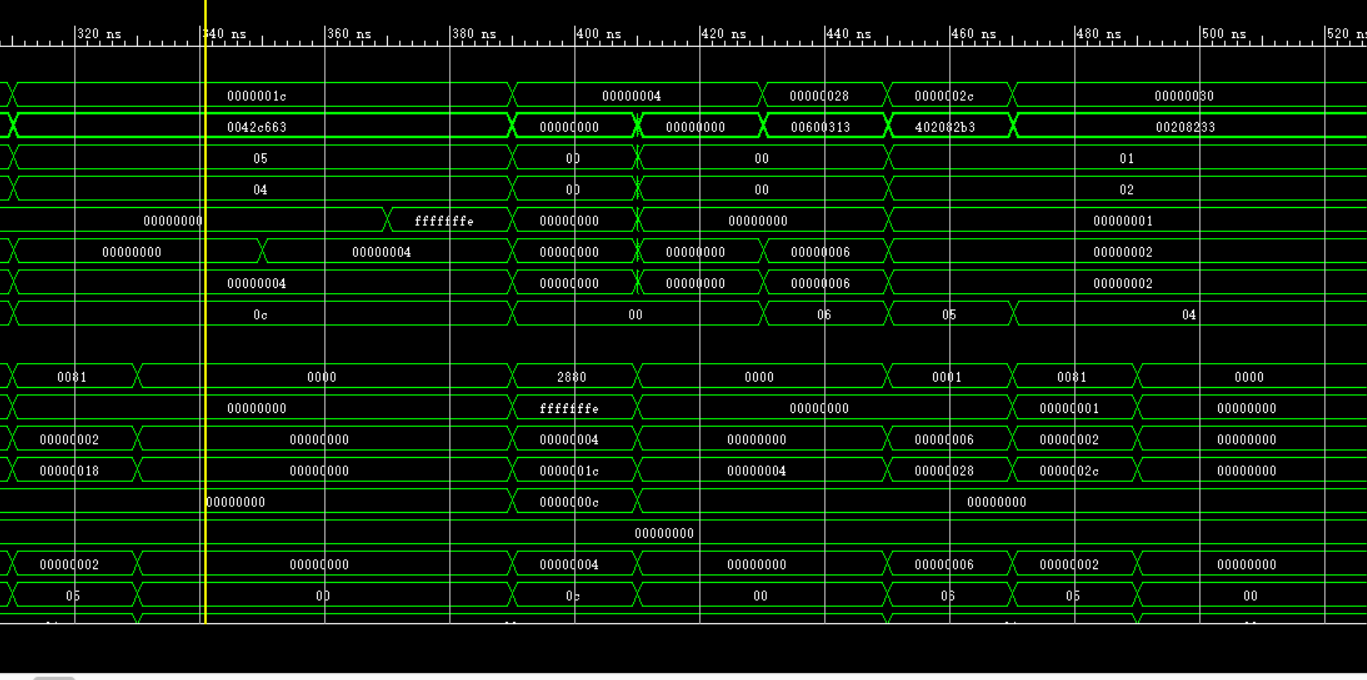 320 ns 340 ns 360 ns 380 ns 400 ns 420 ns 440 ns 460 ns 480 ns 500 ns 520
0000001c 00000004 00000028 0000002c 00000030
0042c663 00000000 00000000 00600313 402082b3 00208233
05 00 00 01
04 00 00 02
00000000 fffffffe 00000000 00000000 00000001
00000000 00000004 00000000 00000000 00000006 00000002
00000004 00000000 00000000 00000006 00000002
0c 00 06 05 04
0081 0000 2880 0000 0001 0081 0000
00000000 fffffffe 00000000 00000001 00000000
00000002 00000000 00000004 00000000 00000006 00000002 00000000
00000018 00000000 0000001c 00000004 00000028 0000002c 00000000
00000000 0000000c 00000000
00000000
00000002 00000000 00000004 00000000 00000006 00000002 00000000
05 00 0c 00 06 05 00